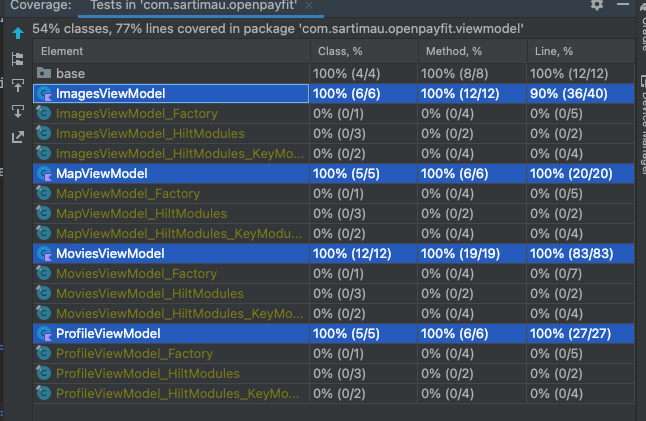 Coverage: Tests in 'com.sartimau.openpayfit' ×
54% classes, 77% lines covered in package 'com.sartimau.openpayfit.viewmodel'
Element Class, % Method, % Line, %
base 100% (4/4) 100% (8/8) 100% (12/12)
ImagesViewModel 100% (6/6) 100% (12/12) 90% (36/40)
ImagesViewModel_Factory 0% (0/1) 0% (0/4) 0% (0/5)
ImagesViewModel_HiltModules 0% (0/3) 0% (0/2) 0% (0/2)
ImagesViewModel_HiltModules_KeyMo... 0% (0/2) 0% (0/4) 0% (0/4)
MapViewModel 100% (5/5) 100% (6/6) 100% (20/20)
MapViewModel_Factory 0% (0/1) 0% (0/4) 0% (0/5)
MapViewModel_HiltModules 0% (0/3) 0% (0/2) 0% (0/2)
MapViewModel_HiltModules_KeyModu... 0% (0/2) 0% (0/4) 0% (0/4)
MoviesViewModel 100% (12/12) 100% (19/19) 100% (83/83)
MoviesViewModel_Factory 0% (0/1) 0% (0/4) 0% (0/7)
MoviesViewModel_HiltModules 0% (0/3) 0% (0/2) 0% (0/2)
MoviesViewModel_HiltModules_KeyMo... 0% (0/2) 0% (0/4) 0% (0/4)
ProfileViewModel 100% (5/5) 100% (6/6) 100% (27/27)
ProfileViewModel_Factory 0% (0/1) 0% (0/4) 0% (0/5)
ProfileViewModel_HiltModules 0% (0/3) 0% (0/2) 0% (0/2)
ProfileViewModel_HiltModules_KeyMo... 0% (0/2) 0% (0/4) 0% (0/4)
Manager